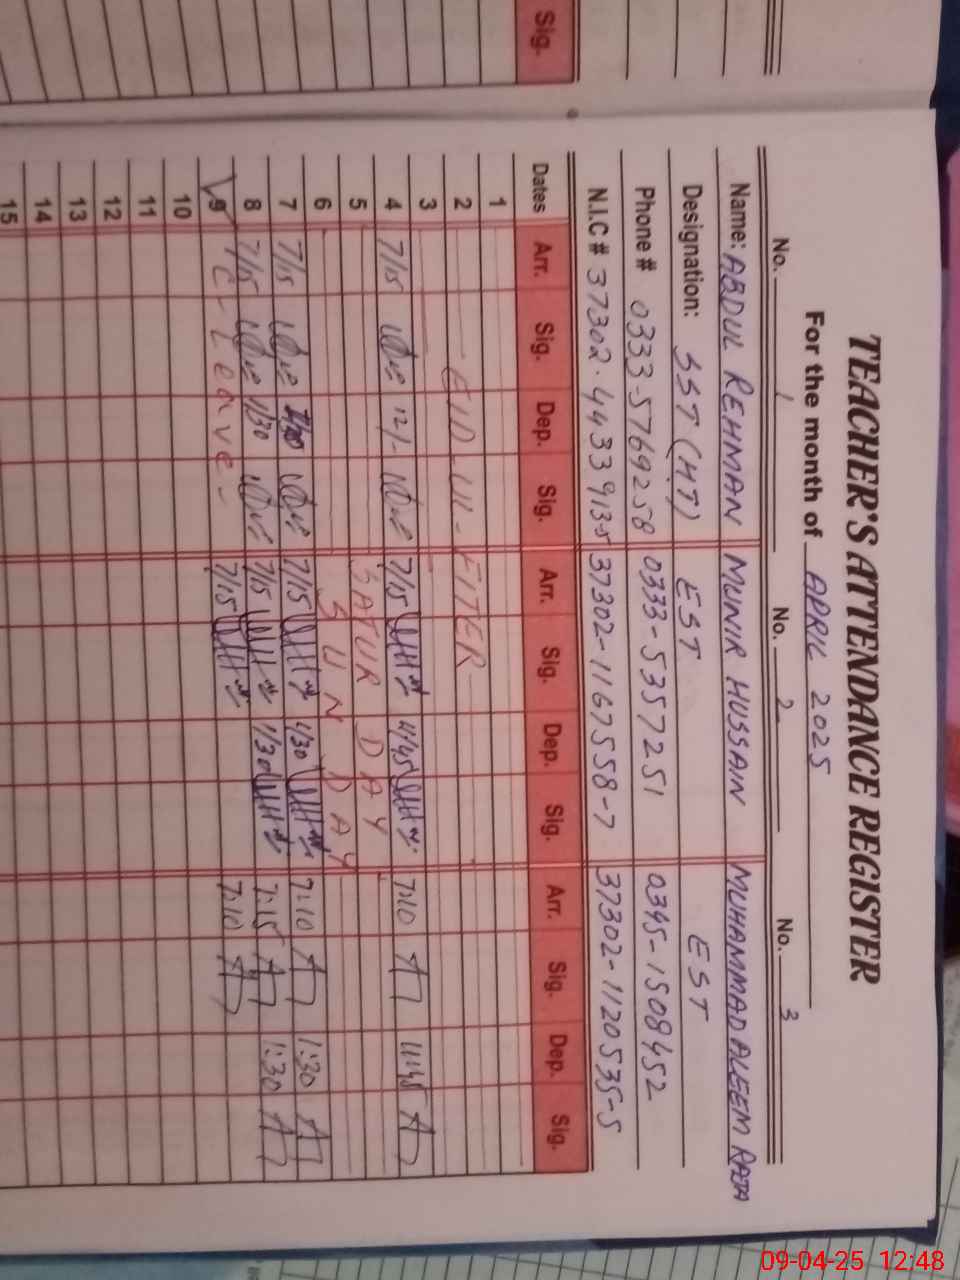 Sig.
TEACHER'S ATTENDANCE REGISTER
For the month of APRIL 2025
No. 1 No. 2 No. 3
Name: ABDUL REHMAN MUNIR HUSSAIN MUHAMMAD ALEEM RAJA
Designation: SST (HT) EST EST
Phone # 0333-5769258 0333-5357251 0345-1508452
N.I.C # 37302-4433913-5 37302-1167558-7 37302-1120535-5
Dates Arr. Sig. Dep. Sig. Arr. Sig. Dep. Sig. Arr. Sig. Dep. Sig.
1
2 EID-UL-FITER
3
4 7/15 12/- 7/15 11/45 7:10 11:45
5 SATUR DAY
6 SUNDAY
7 7/15 7/15 1/30 7:10 1:30
8 7/15 1/30 7/15 1/30 7:15 1:30
9 C-Leave- 7/15 7:10
10
11
12
13
14
15
09-04-25 12:48